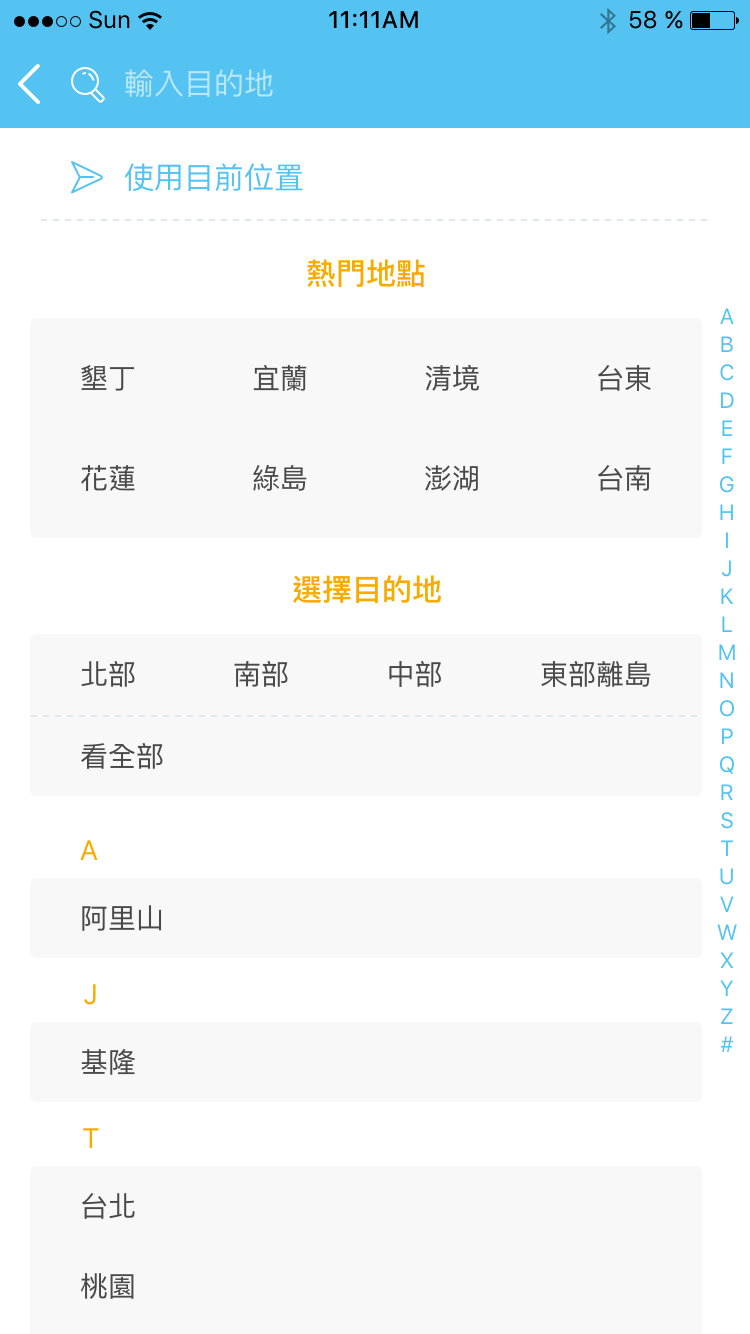 Sun 11:11AM 58 %
輸入目的地
使用目前位置
熱門地點
墾丁 宜蘭 清境 台東
花蓮 綠島 澎湖 台南
選擇目的地
北部 南部 中部 東部離島
看全部
A
阿里山
J
基隆
T
台北
桃園
A
B
C
D
E
F
G
H
I
J
K
L
M
N
O
P
Q
R
S
T
U
V
W
X
Y
Z
#